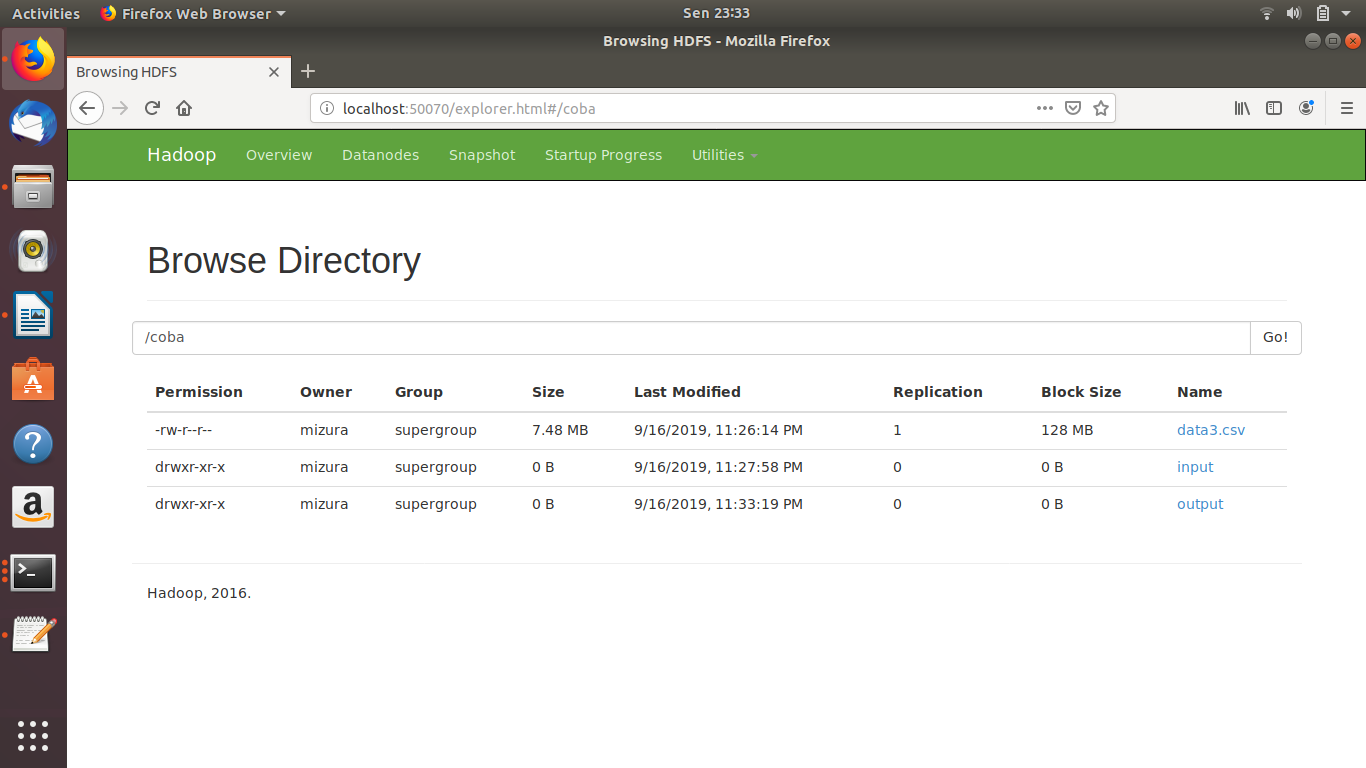 Activities Firefox Web Browser Sen 23:33
Browsing HDFS - Mozilla Firefox
Browsing HDFS
localhost:50070/explorer.html#/coba
Hadoop Overview Datanodes Snapshot Startup Progress Utilities
Browse Directory
/coba Go!
Permission Owner Group Size Last Modified Replication Block Size Name
-rw-r--r-- mizura supergroup 7.48 MB 9/16/2019, 11:26:14 PM 1 128 MB data3.csv
drwxr-xr-x mizura supergroup 0 B 9/16/2019, 11:27:58 PM 0 0 B input
drwxr-xr-x mizura supergroup 0 B 9/16/2019, 11:33:19 PM 0 0 B output
Hadoop, 2016.